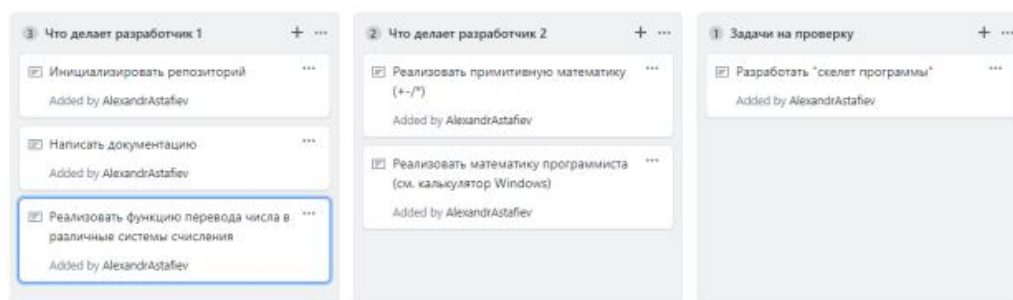 3 Что делает разработчик 1 + ...
Инициализировать репозиторий ...
Added by AlexandrAstafiev
Написать документацию ...
Added by AlexandrAstafiev
Реализовать функцию перевода числа в ...
различные системы счисления
Added by AlexandrAstafiev
2 Что делает разработчик 2 + ...
Реализовать примитивную математику ...
(+-/*)
Added by AlexandrAstafiev
Реализовать математику программиста ...
(см. калькулятор Windows)
Added by AlexandrAstafiev
1 Задачи на проверку + ...
Разработать "скелет программы" ...
Added by AlexandrAstafiev